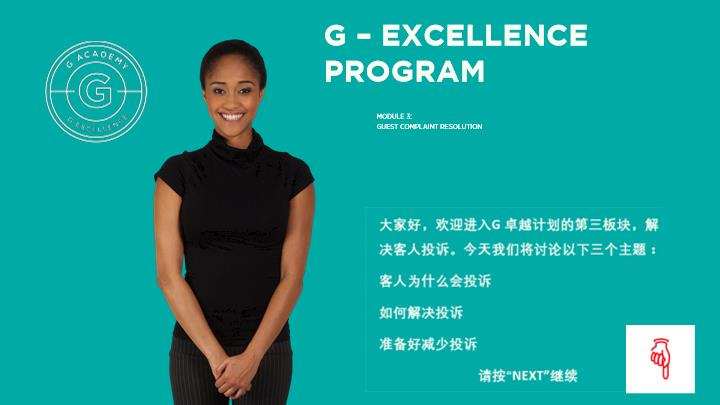 G ACADEMY
G
G EXCELLENCE
G – EXCELLENCE
PROGRAM
MODULE 3:
GUEST COMPLAINT RESOLUTION
大家好，欢迎进入G 卓越计划的第三板块，解
决客人投诉。今天我们将讨论以下三个主题：
客人为什么会投诉
如何解决投诉
准备好减少投诉
请按“NEXT”继续